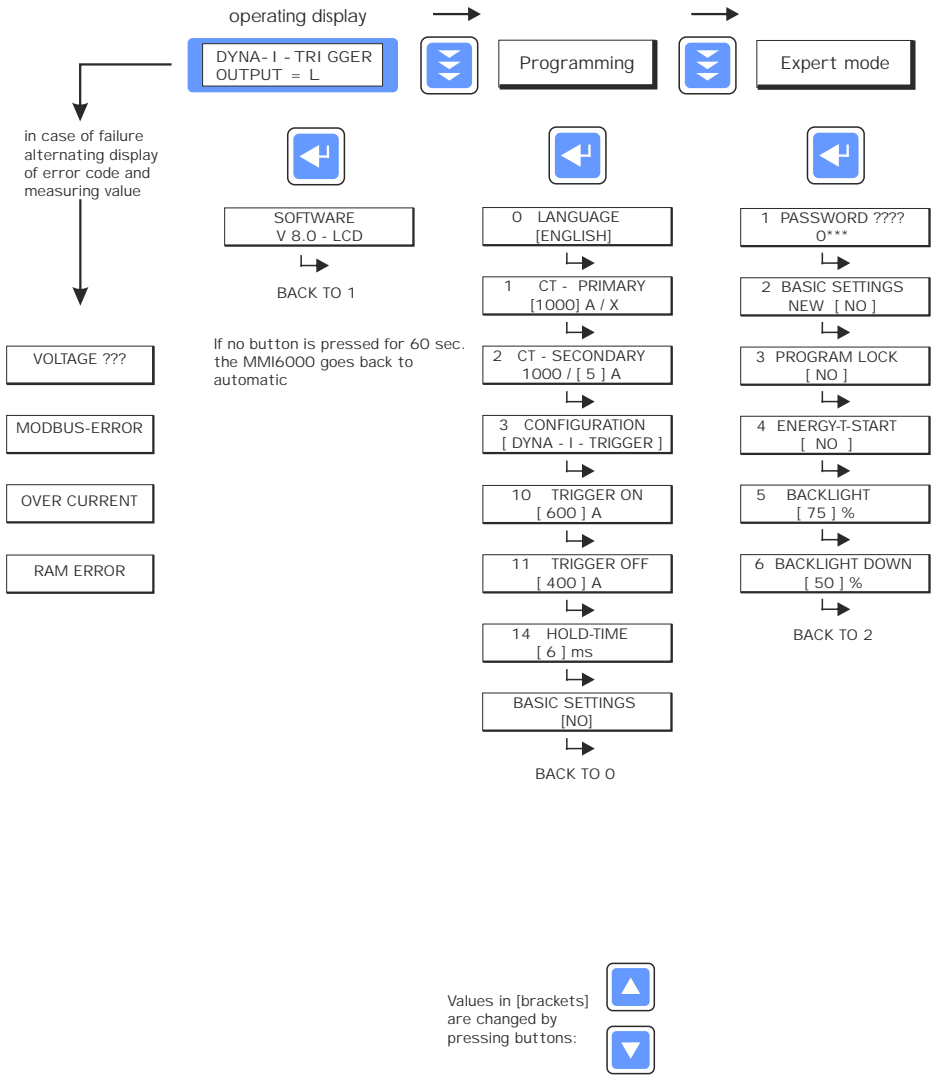 operating display
DYNA-I-TRIGGER
OUTPUT = L
Programming
Expert mode
in case of failure
alternating display
of error code and
measuring value
VOLTAGE ???
MODBUS-ERROR
OVER CURRENT
RAM ERROR
SOFTWARE
V 8.0 - LCD
BACK TO 1
If no button is pressed for 60 sec.
the MMI6000 goes back to
automatic
0 LANGUAGE
[ENGLISH]
1 CT - PRIMARY
[1000] A / X
2 CT - SECONDARY
1000 / [ 5 ] A
3 CONFIGURATION
[ DYNA - I - TRIGGER ]
10 TRIGGER ON
[ 600 ] A
11 TRIGGER OFF
[ 400 ] A
14 HOLD-TIME
[ 6 ] ms
BASIC SETTINGS
[NO]
BACK TO 0
1 PASSWORD ????
0***
2 BASIC SETTINGS
NEW [ NO ]
3 PROGRAM LOCK
[ NO ]
4 ENERGY-T-START
[ NO ]
5 BACKLIGHT
[ 75 ] %
6 BACKLIGHT DOWN
[ 50 ] %
BACK TO 2
Values in [brackets]
are changed by
pressing buttons: